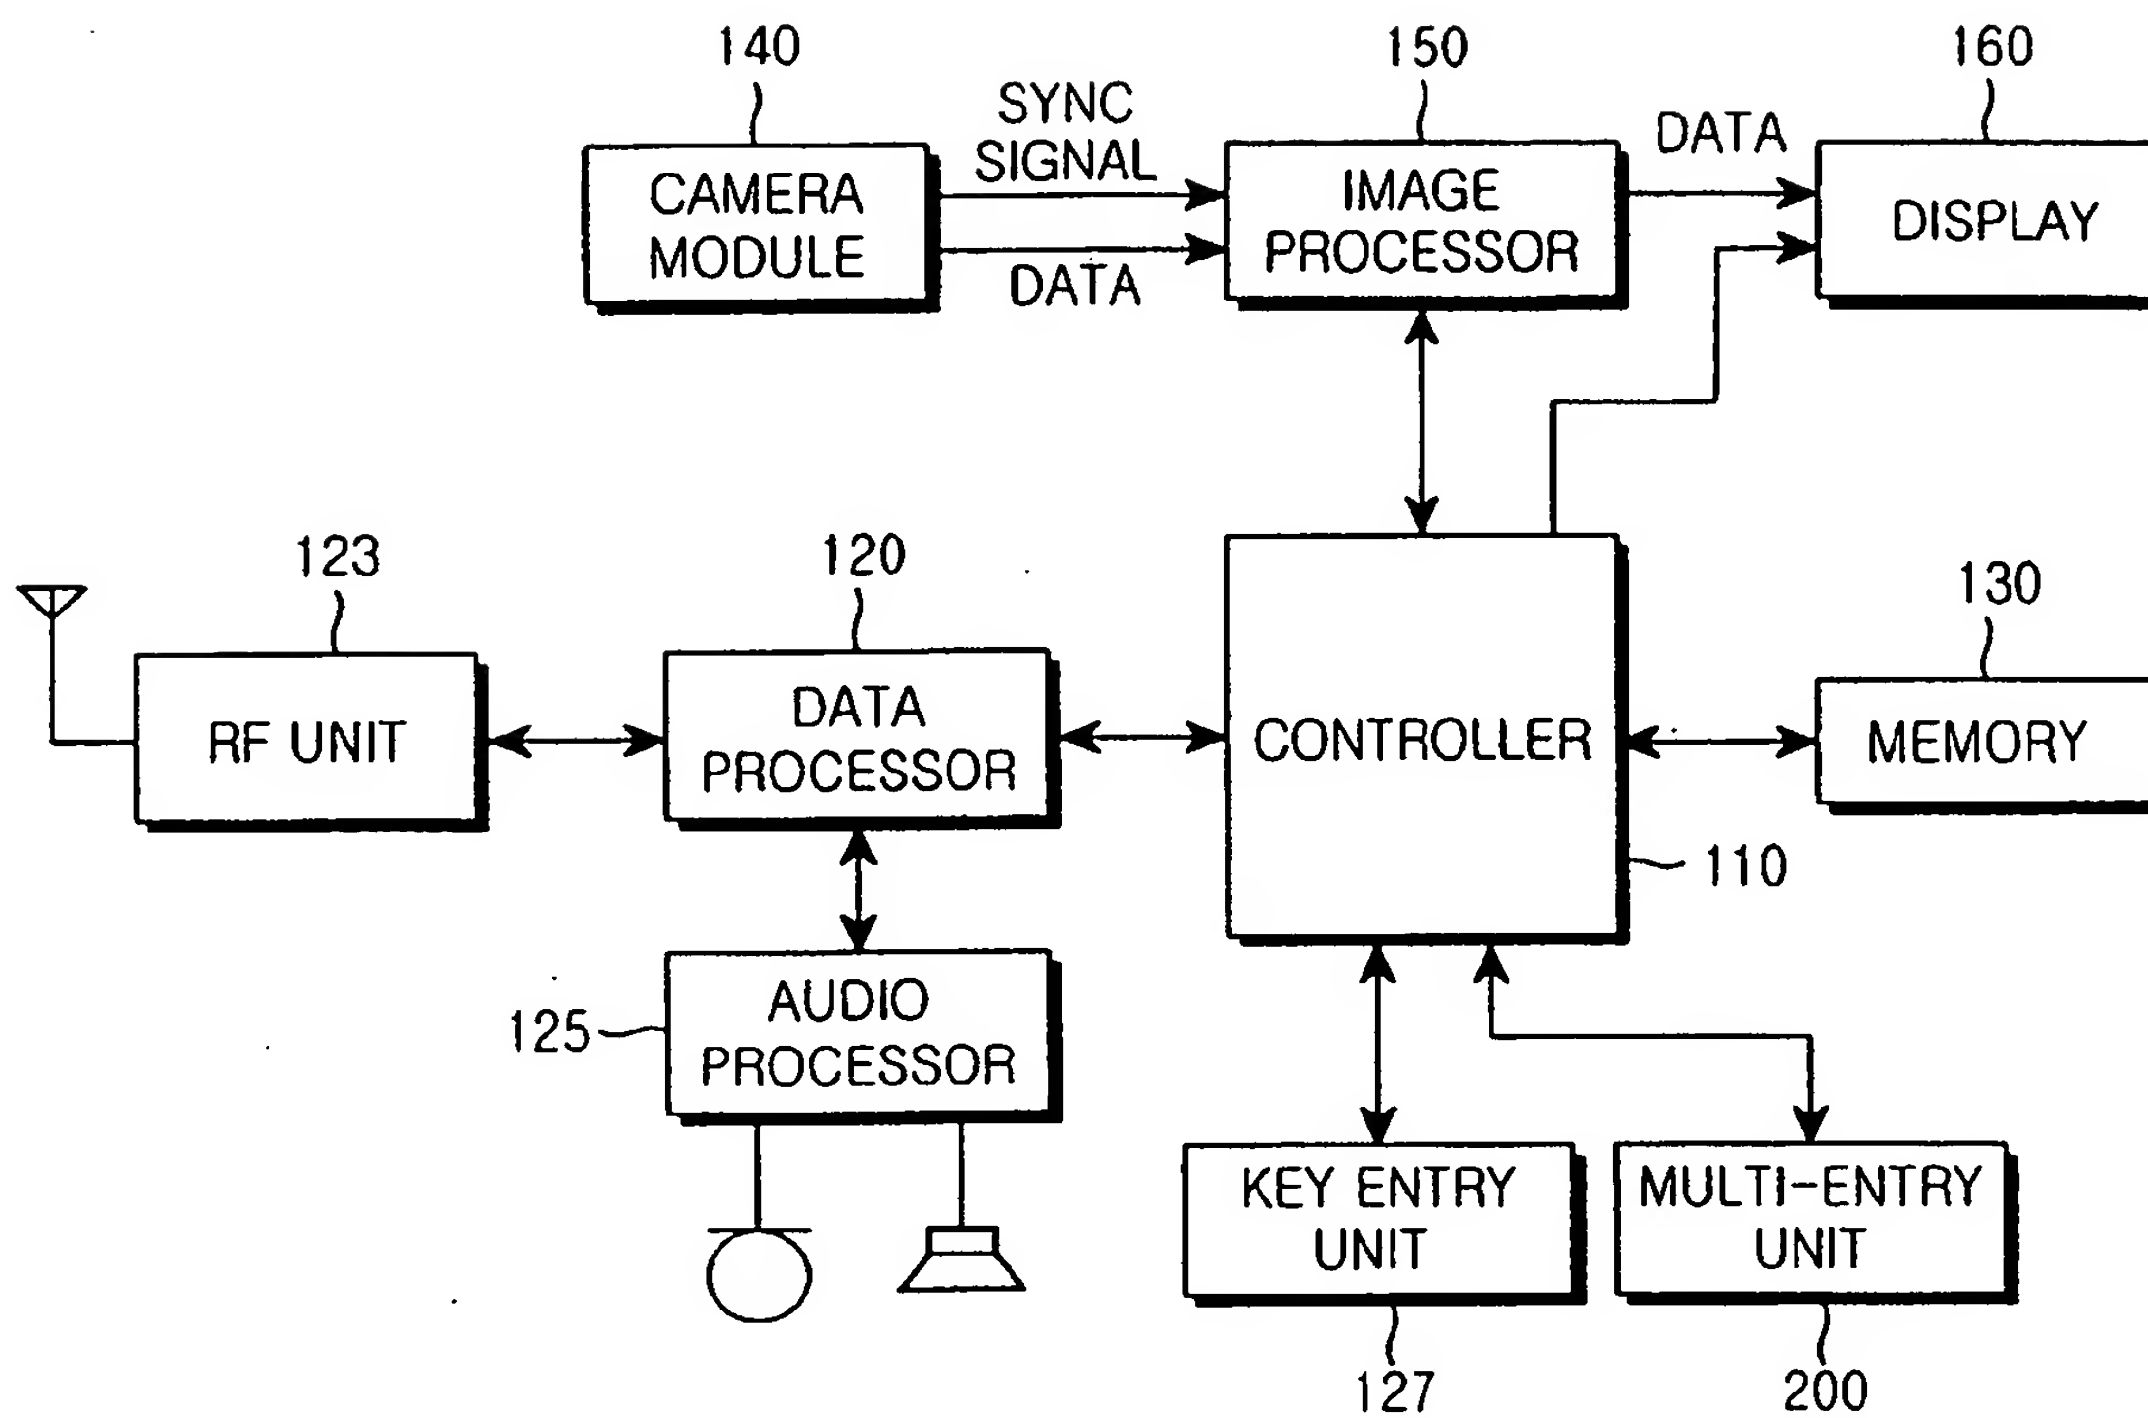 140
150
160
SYNC
SIGNAL
DATA
CAMERA
MODULE
IMAGE
PROCESSOR
DISPLAY
DATA
123
120
130
RF UNIT
DATA
PROCESSOR
CONTROLLER
MEMORY
110
125
AUDIO
PROCESSOR
KEY ENTRY
UNIT
MULTI-ENTRY
UNIT
127
200